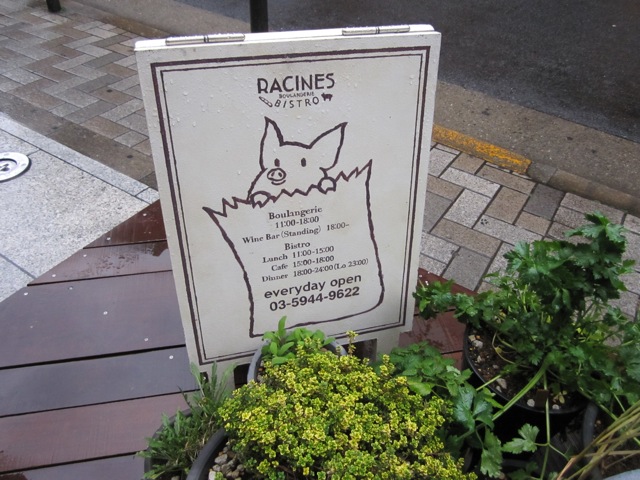 RACINES
BOULANGERIE
BISTRO
Boulangerie
11:00-18:00
Wine Bar (Standing) 18:00~
Bistro
Lunch 11:00-15:00
Cafe 15:00-18:00
Dinner 18:00-24:00 (Lo 23:00)
everyday open
03-5944-9622